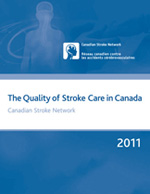 Canadian Stroke Network
Réseau canadien contre
les accidents cérébrovasculaires
The Quality of Stroke Care in Canada
Canadian Stroke Network
2011